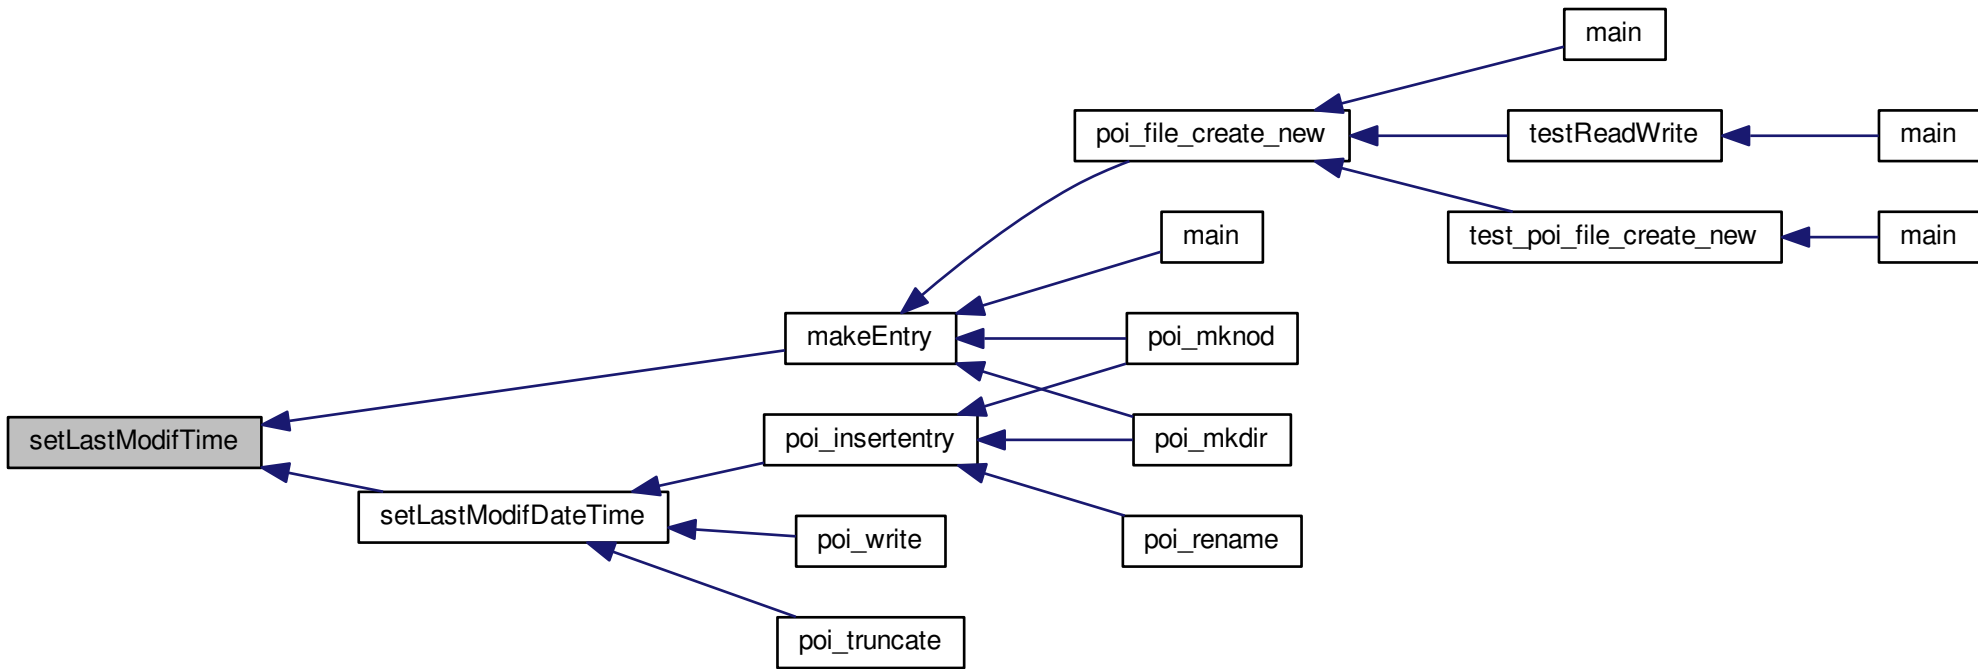 main
poi_file_create_new
testReadWrite
main
test_poi_file_create_new
main
main
makeEntry
poi_mknod
setLastModifTime
poi_insertentry
poi_mkdir
setLastModifDateTime
poi_write
poi_rename
poi_truncate